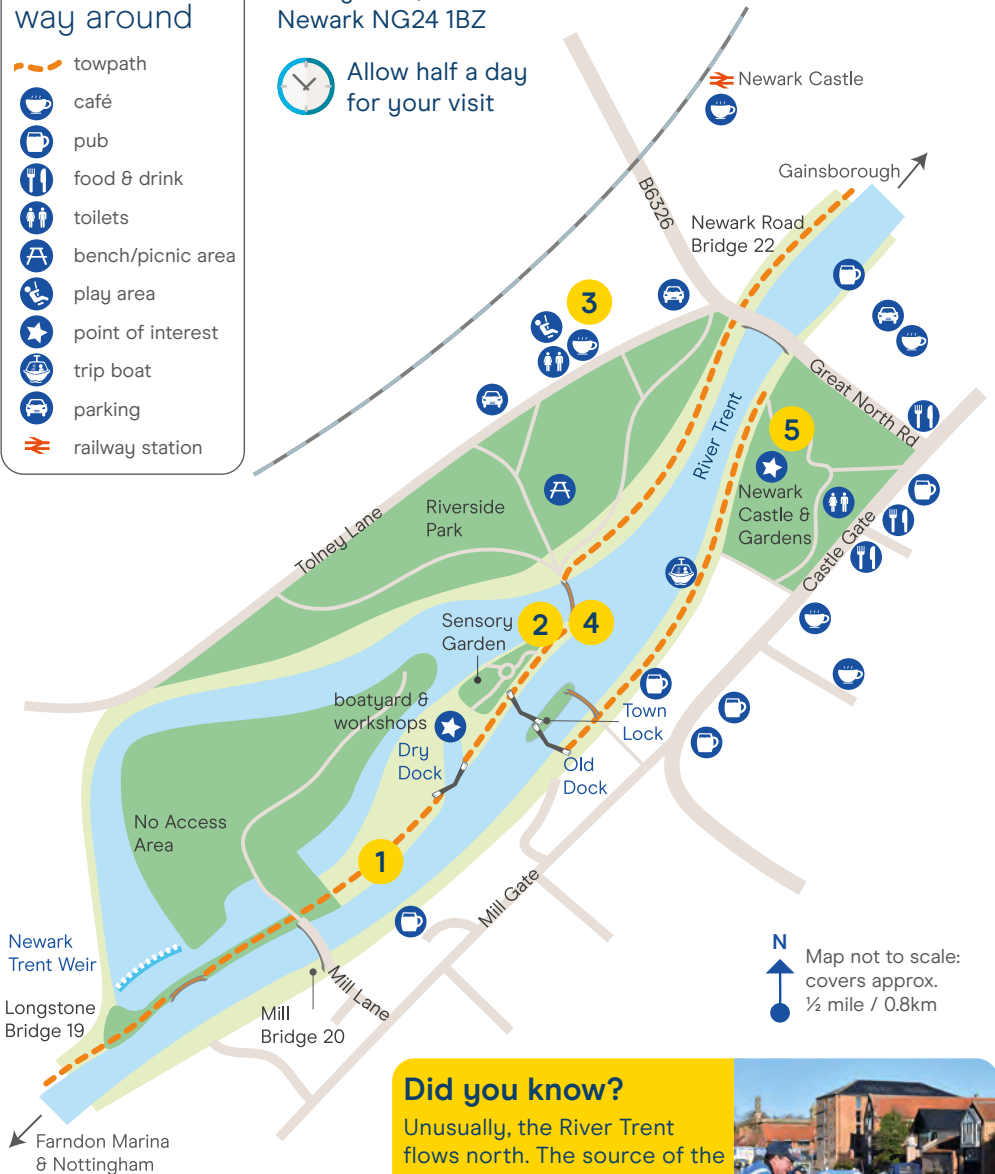 way around
towpath
café
pub
food & drink
toilets
bench/picnic area
play area
point of interest
trip boat
parking
railway station
Newark NG24 1BZ
Allow half a day
for your visit
Newark Castle
Gainsborough
B6326
Newark Road
Bridge 22
3
Great North Rd
River Trent
5
Newark
Castle &
Gardens
Castle Gate
Riverside
Park
Tolney Lane
Sensory
Garden
2
4
boatyard &
workshops
Town
Lock
Dry
Dock
Old
Dock
No Access
Area
1
Mill Gate
Newark
Trent Weir
Mill Lane
Longstone
Bridge 19
Mill
Bridge 20
N
Map not to scale:
covers approx.
½ mile / 0.8km
Farndon Marina
& Nottingham
Did you know?
Unusually, the River Trent
flows north. The source of the